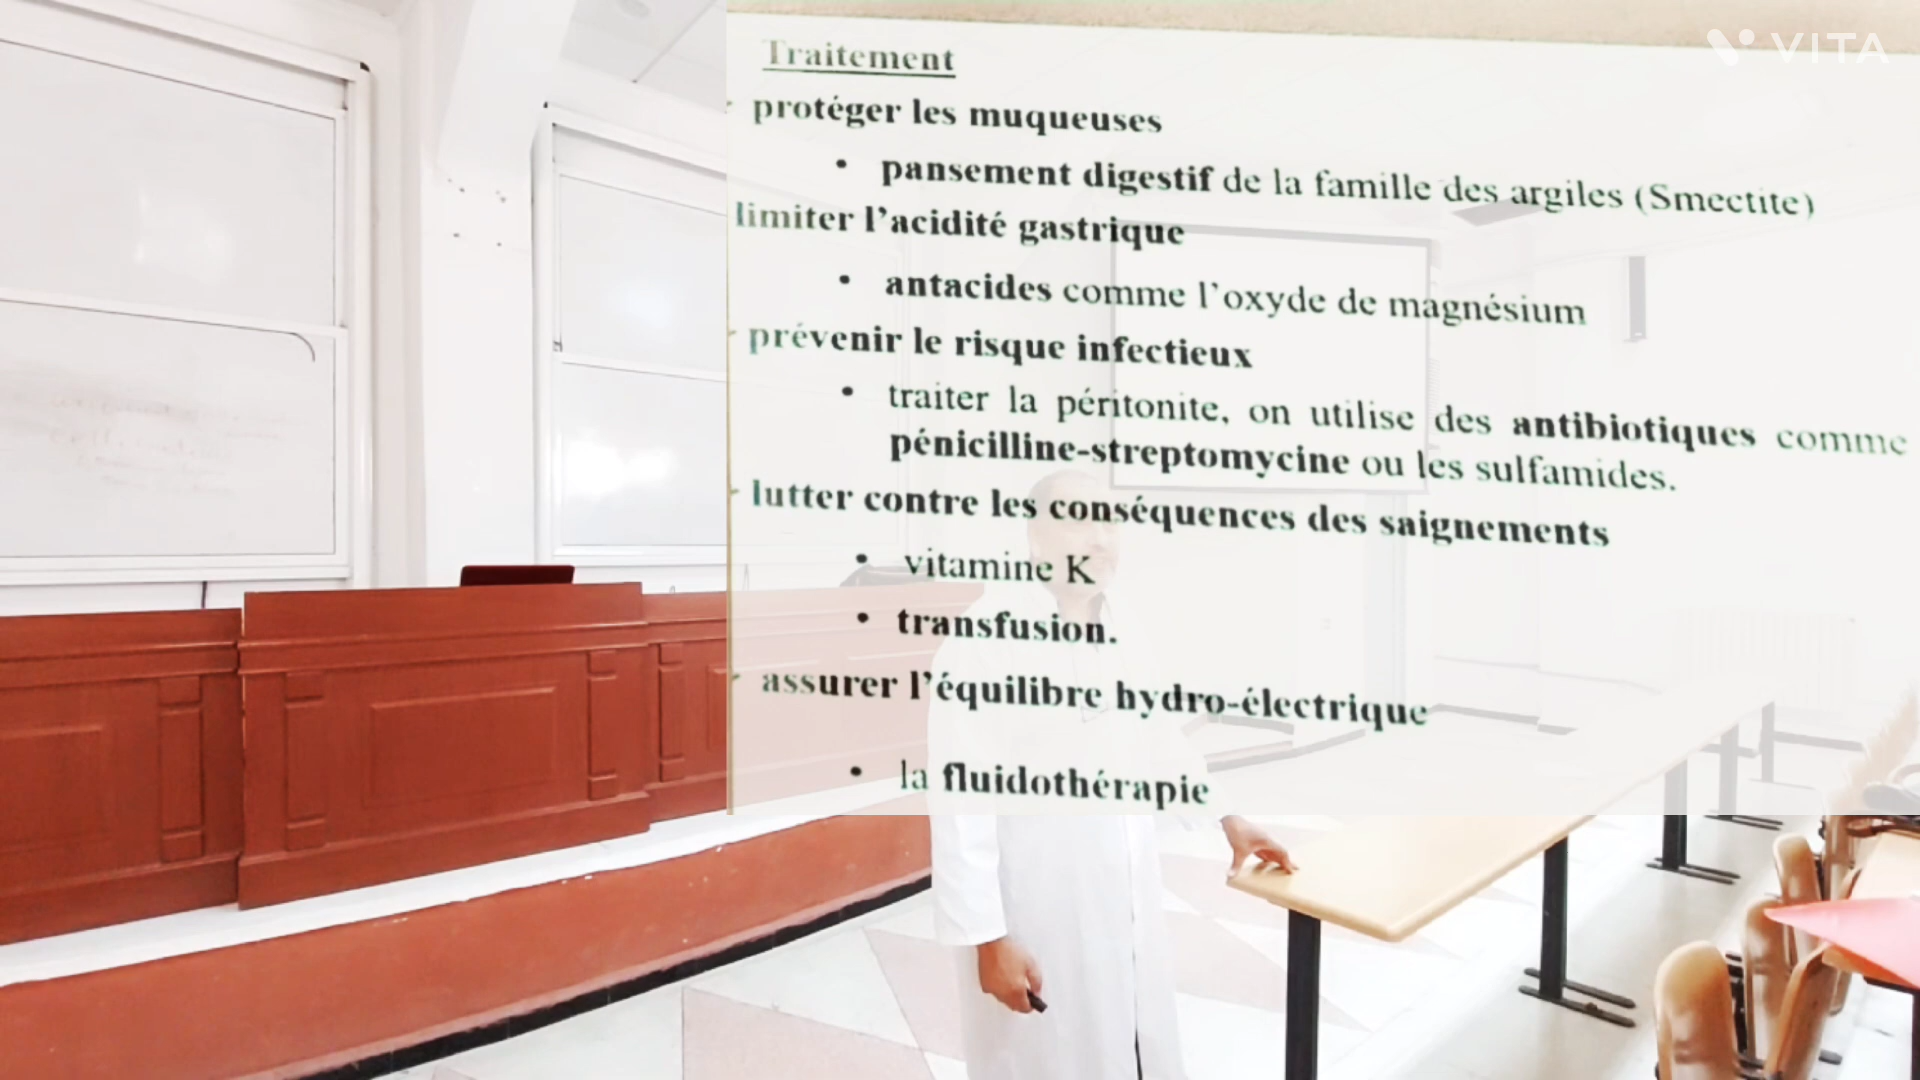 VITA
Traitement
protéger les muqueuses
• pansement digestif de la famille des argiles (Smectite)
limiter l'acidité gastrique
• antacides comme l'oxyde de magnésium
prévenir le risque infectieux
• traiter la péritonite, on utilise des antibiotiques comme
pénicilline-streptomycine ou les sulfamides.
lutter contre les conséquences des saignements
• vitamine K
• transfusion.
assurer l'équilibre hydro-électrique
• la fluidothérapie